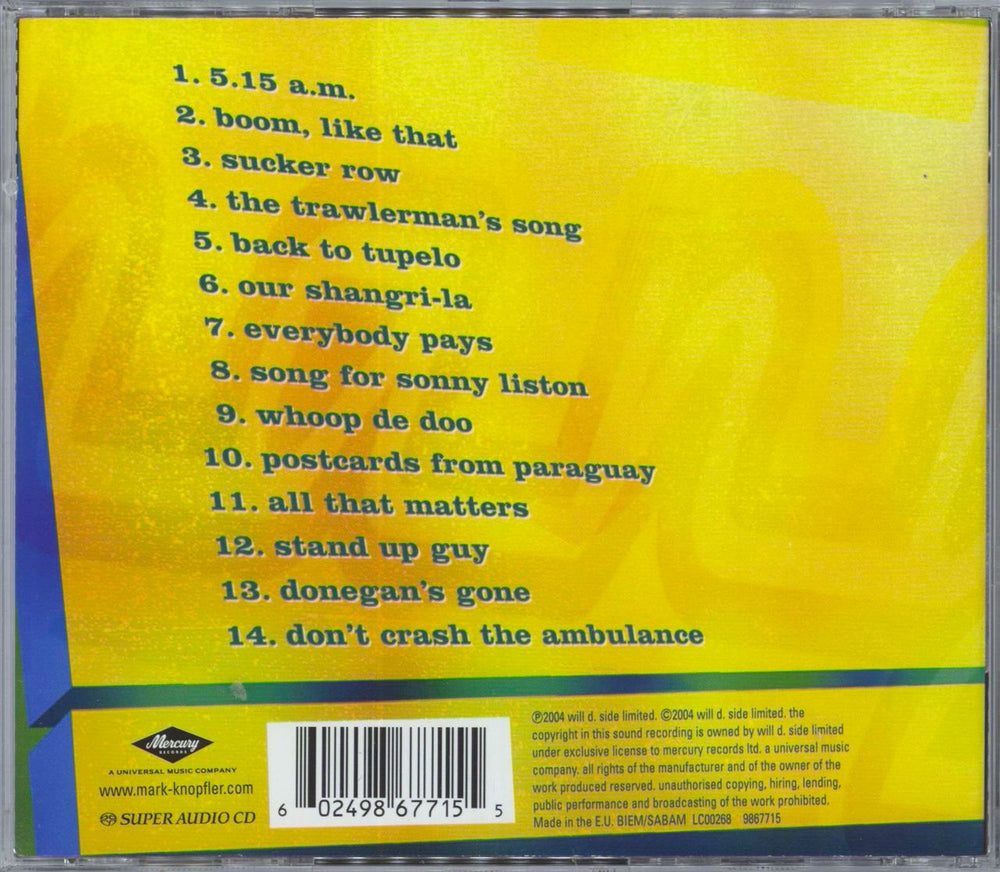 1. 5.15 a.m.
2. boom, like that
3. sucker row
4. the trawlerman's song
5. back to tupelo
6. our shangri-la
7. everybody pays
8. song for sonny liston
9. whoop de doo
10. postcards from paraguay
11. all that matters
12. stand up guy
13. donegan's gone
14. don't crash the ambulance
Mercury
RECORDS
A UNIVERSAL MUSIC COMPANY
www.mark-knopfler.com
SUPER AUDIO CD
6 02498 67715 5
℗2004 will d. side limited. ©2004 will d. side limited. the
copyright in this sound recording is owned by will d. side limited
under exclusive license to mercury records ltd. a universal music
company. all rights of the manufacturer and of the owner of the
work produced reserved. unauthorised copying, hiring, lending,
public performance and broadcasting of the work prohibited.
Made in the E.U. BIEM/SABAM LC00268 9867715